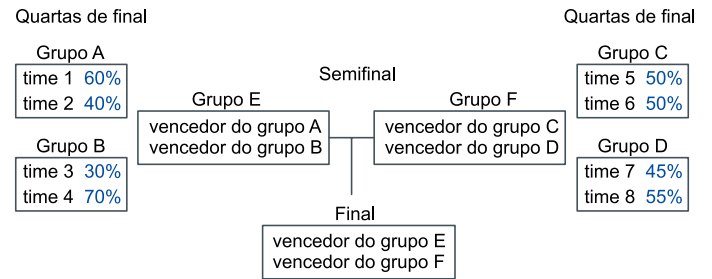 Quartas de final
Quartas de final
Grupo A
time 1 60%
time 2 40%
Grupo C
time 5 50%
time 6 50%
Semifinal
Grupo E
vencedor do grupo A
vencedor do grupo B
Grupo F
vencedor do grupo C
vencedor do grupo D
Grupo B
time 3 30%
time 4 70%
Grupo D
time 7 45%
time 8 55%
Final
vencedor do grupo E
vencedor do grupo F